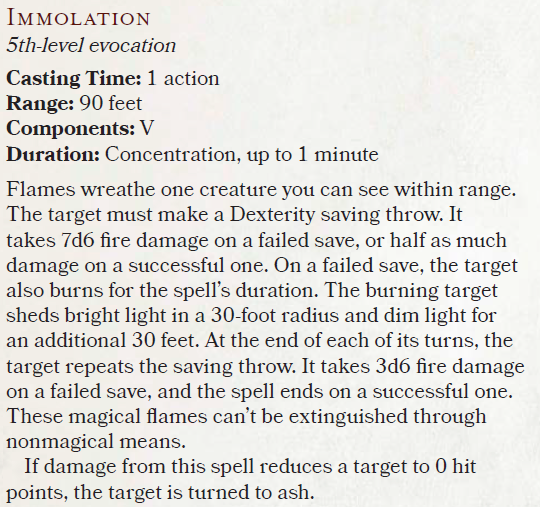 IMMOLATION
5th-level evocation
Casting Time: 1 action
Range: 90 feet
Components: V
Duration: Concentration, up to 1 minute
Flames wreathe one creature you can see within range.
The target must make a Dexterity saving throw. It
takes 7d6 fire damage on a failed save, or half as much
damage on a successful one. On a failed save, the target
also burns for the spell’s duration. The burning target
sheds bright light in a 30-foot radius and dim light for
an additional 30 feet. At the end of each of its turns, the
target repeats the saving throw. It takes 3d6 fire damage
on a failed save, and the spell ends on a successful one.
These magical flames can’t be extinguished through
nonmagical means.
If damage from this spell reduces a target to 0 hit
points, the target is turned to ash.